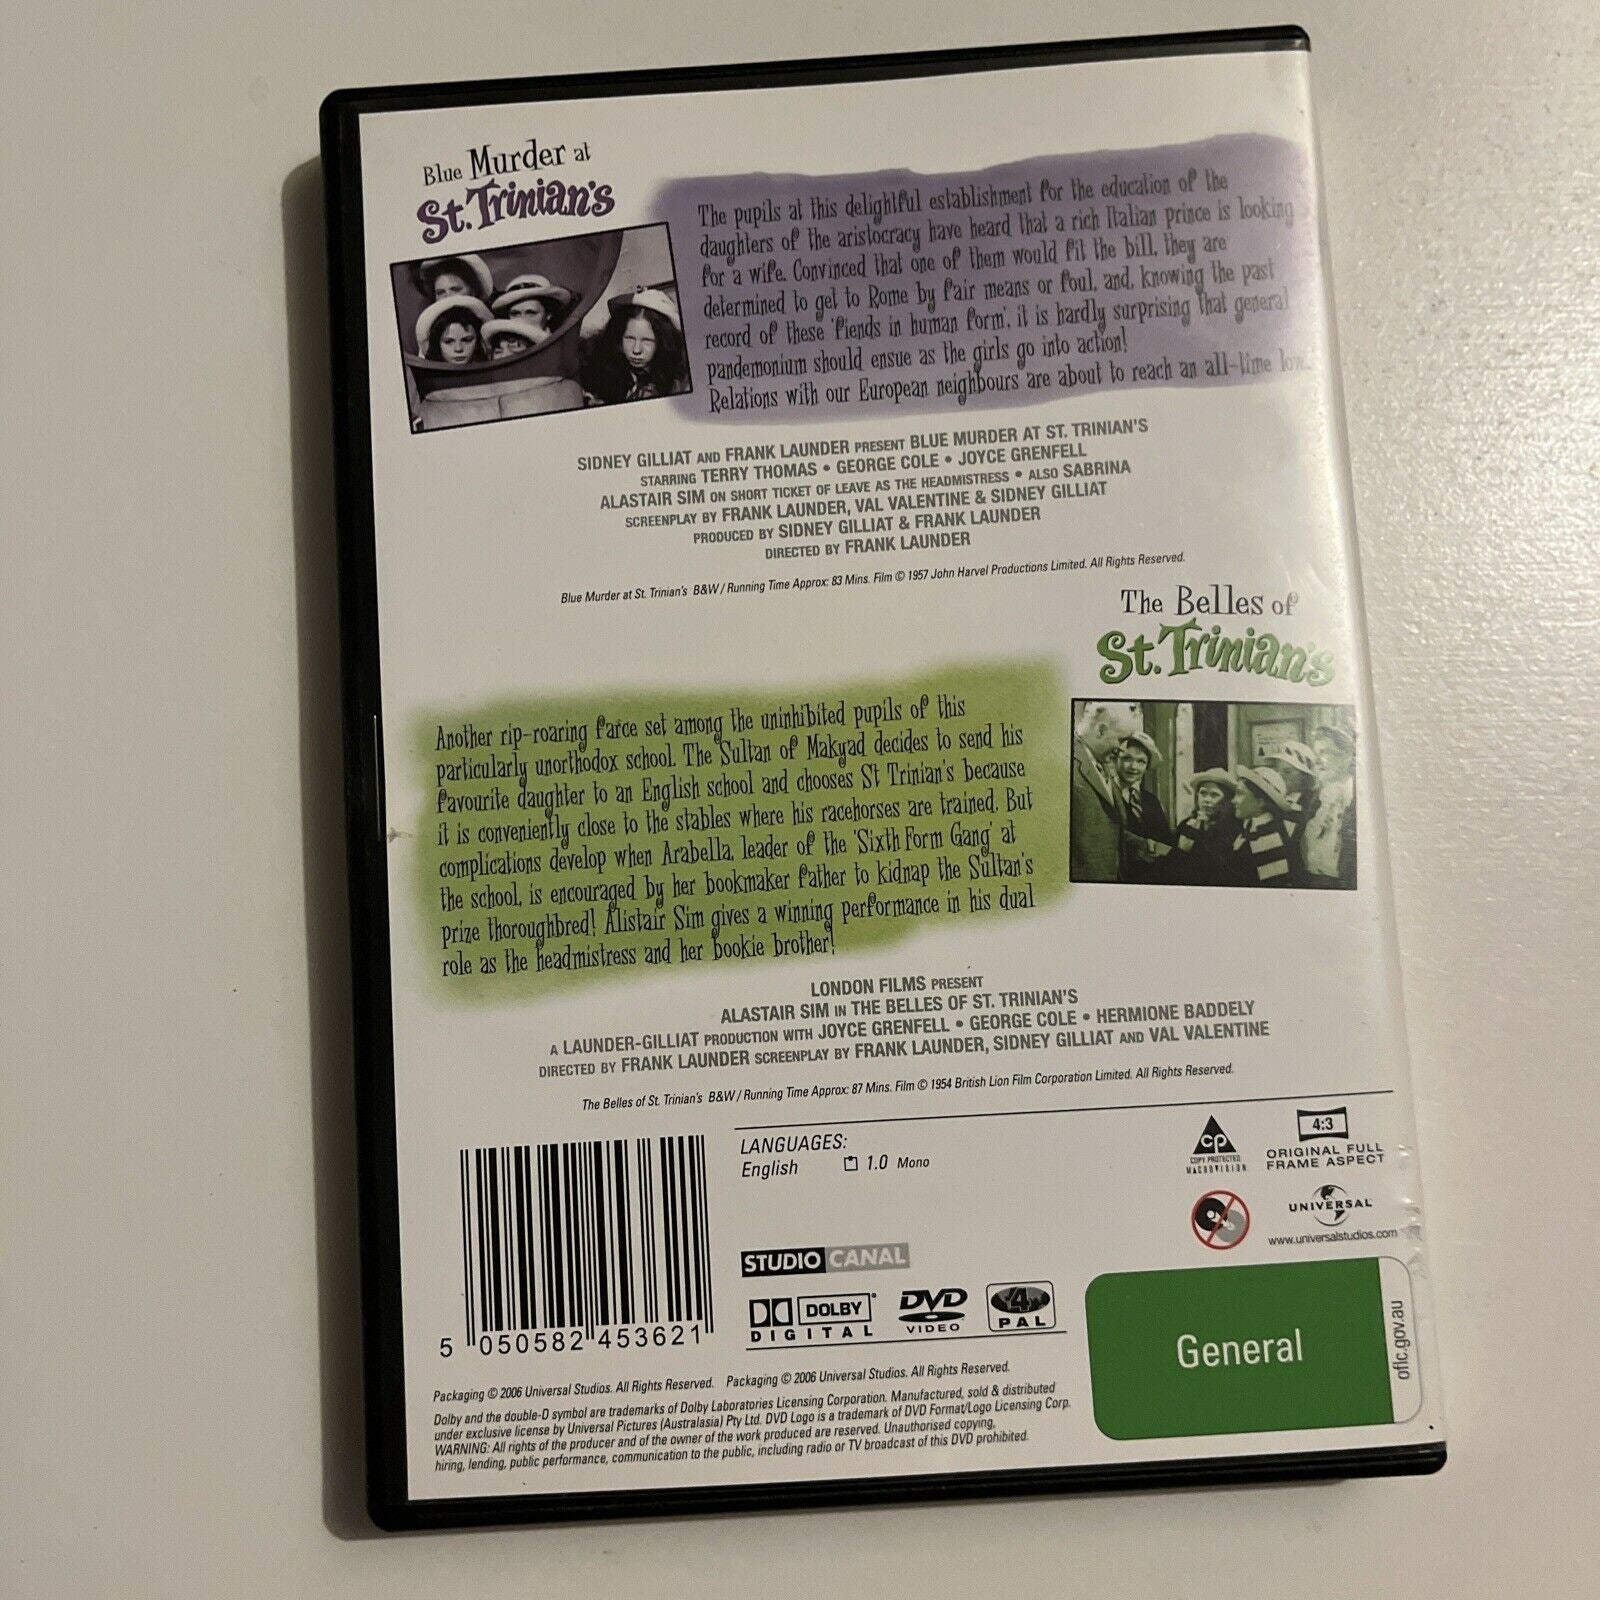 Blue Murder at
St. Trinian's
The pupils at this delightful establishment for the education of the
daughters of the aristocracy have heard that a rich Italian prince is looking
for a wife. Convinced that one of them would fit the bill, they are
determined to get to Rome by fair means or foul, and, knowing the past
record of these 'fiends in human form', it is hardly surprising that general
pandemonium should ensue as the girls go into action!
Relations with our European neighbours are about to reach an all-time low..
SIDNEY GILLIAT AND FRANK LAUNDER PRESENT BLUE MURDER AT ST. TRINIAN'S
STARRING TERRY THOMAS • GEORGE COLE • JOYCE GRENFELL
ALASTAIR SIM ON SHORT TICKET OF LEAVE AS THE HEADMISTRESS • ALSO SABRINA
SCREENPLAY BY FRANK LAUNDER, VAL VALENTINE & SIDNEY GILLIAT
PRODUCED BY SIDNEY GILLIAT & FRANK LAUNDER
DIRECTED BY FRANK LAUNDER
Blue Murder at St. Trinian's B&W / Running Time Approx: 83 Mins. Film © 1957 John Harvel Productions Limited. All Rights Reserved.
The Belles of
St. Trinian's
Another rip-roaring farce set among the uninhibited pupils of this
particularly unorthodox school. The Sultan of Makyad decides to send his
favourite daughter to an English school and chooses St Trinian's because
it is conveniently close to the stables where his racehorses are trained. But
complications develop when Arabella, leader of the 'Sixth Form Gang' at
the school, is encouraged by her bookmaker father to kidnap the Sultan's
prize thoroughbred! Alistair Sim gives a winning performance in his dual
role as the headmistress and her bookie brother!
LONDON FILMS PRESENT
ALASTAIR SIM IN THE BELLES OF ST. TRINIAN'S
A LAUNDER-GILLIAT PRODUCTION WITH JOYCE GRENFELL • GEORGE COLE • HERMIONE BADDELY
DIRECTED BY FRANK LAUNDER SCREENPLAY BY FRANK LAUNDER, SIDNEY GILLIAT AND VAL VALENTINE
The Belles of St. Trinian's B&W / Running Time Approx: 87 Mins. Film © 1954 British Lion Film Corporation Limited. All Rights Reserved.
LANGUAGES:
English 1.0 Mono
CP
COPY PROTECTED
MACROVISION
4:3
ORIGINAL FULL
FRAME ASPECT
UNIVERSAL
www.universalstudios.com
STUDIO CANAL
DOLBY
DIGITAL
DVD
VIDEO
4
PAL
General
oflc.gov.au
5 050582 453621
Packaging © 2006 Universal Studios. All Rights Reserved. Packaging © 2006 Universal Studios. All Rights Reserved.
Dolby and the double-D symbol are trademarks of Dolby Laboratories Licensing Corporation. Manufactured, sold & distributed
under exclusive license by Universal Pictures (Australasia) Pty Ltd. DVD Logo is a trademark of DVD Format/Logo Licensing Corp.
WARNING: All rights of the producer and of the owner of the work produced are reserved. Unauthorised copying,
hiring, lending, public performance, communication to the public, including radio or TV broadcast of this DVD prohibited.